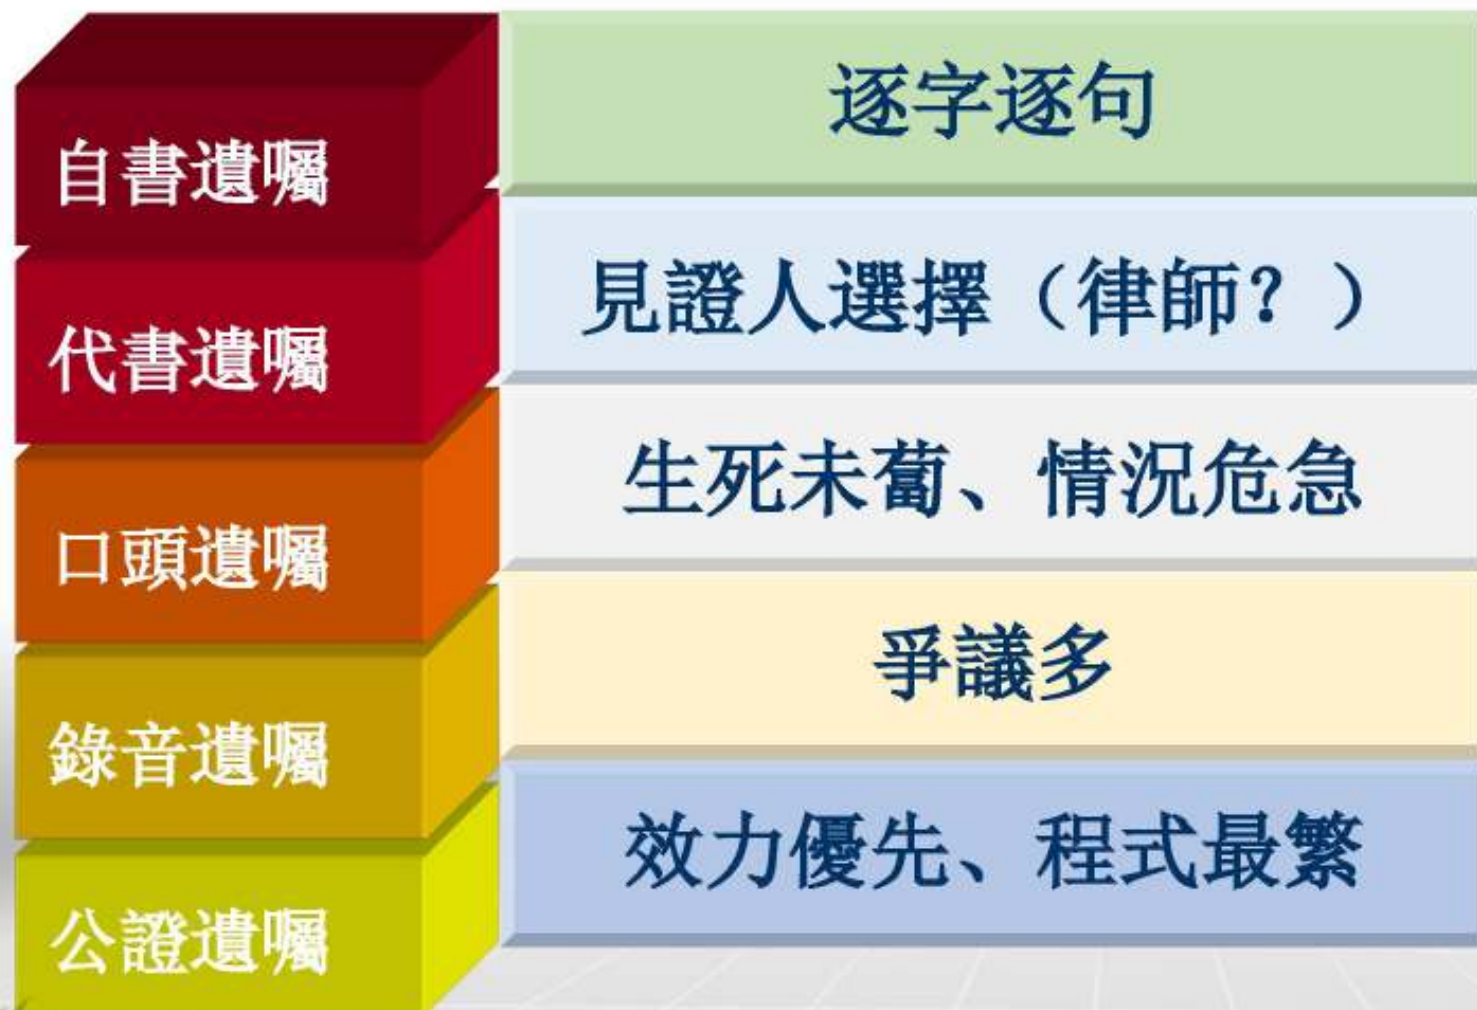 自書遺囑
逐字逐句
代書遺囑
見證人選擇（律師？）
口頭遺囑
生死未蔔、情況危急
錄音遺囑
爭議多
公證遺囑
效力優先、程式最繁